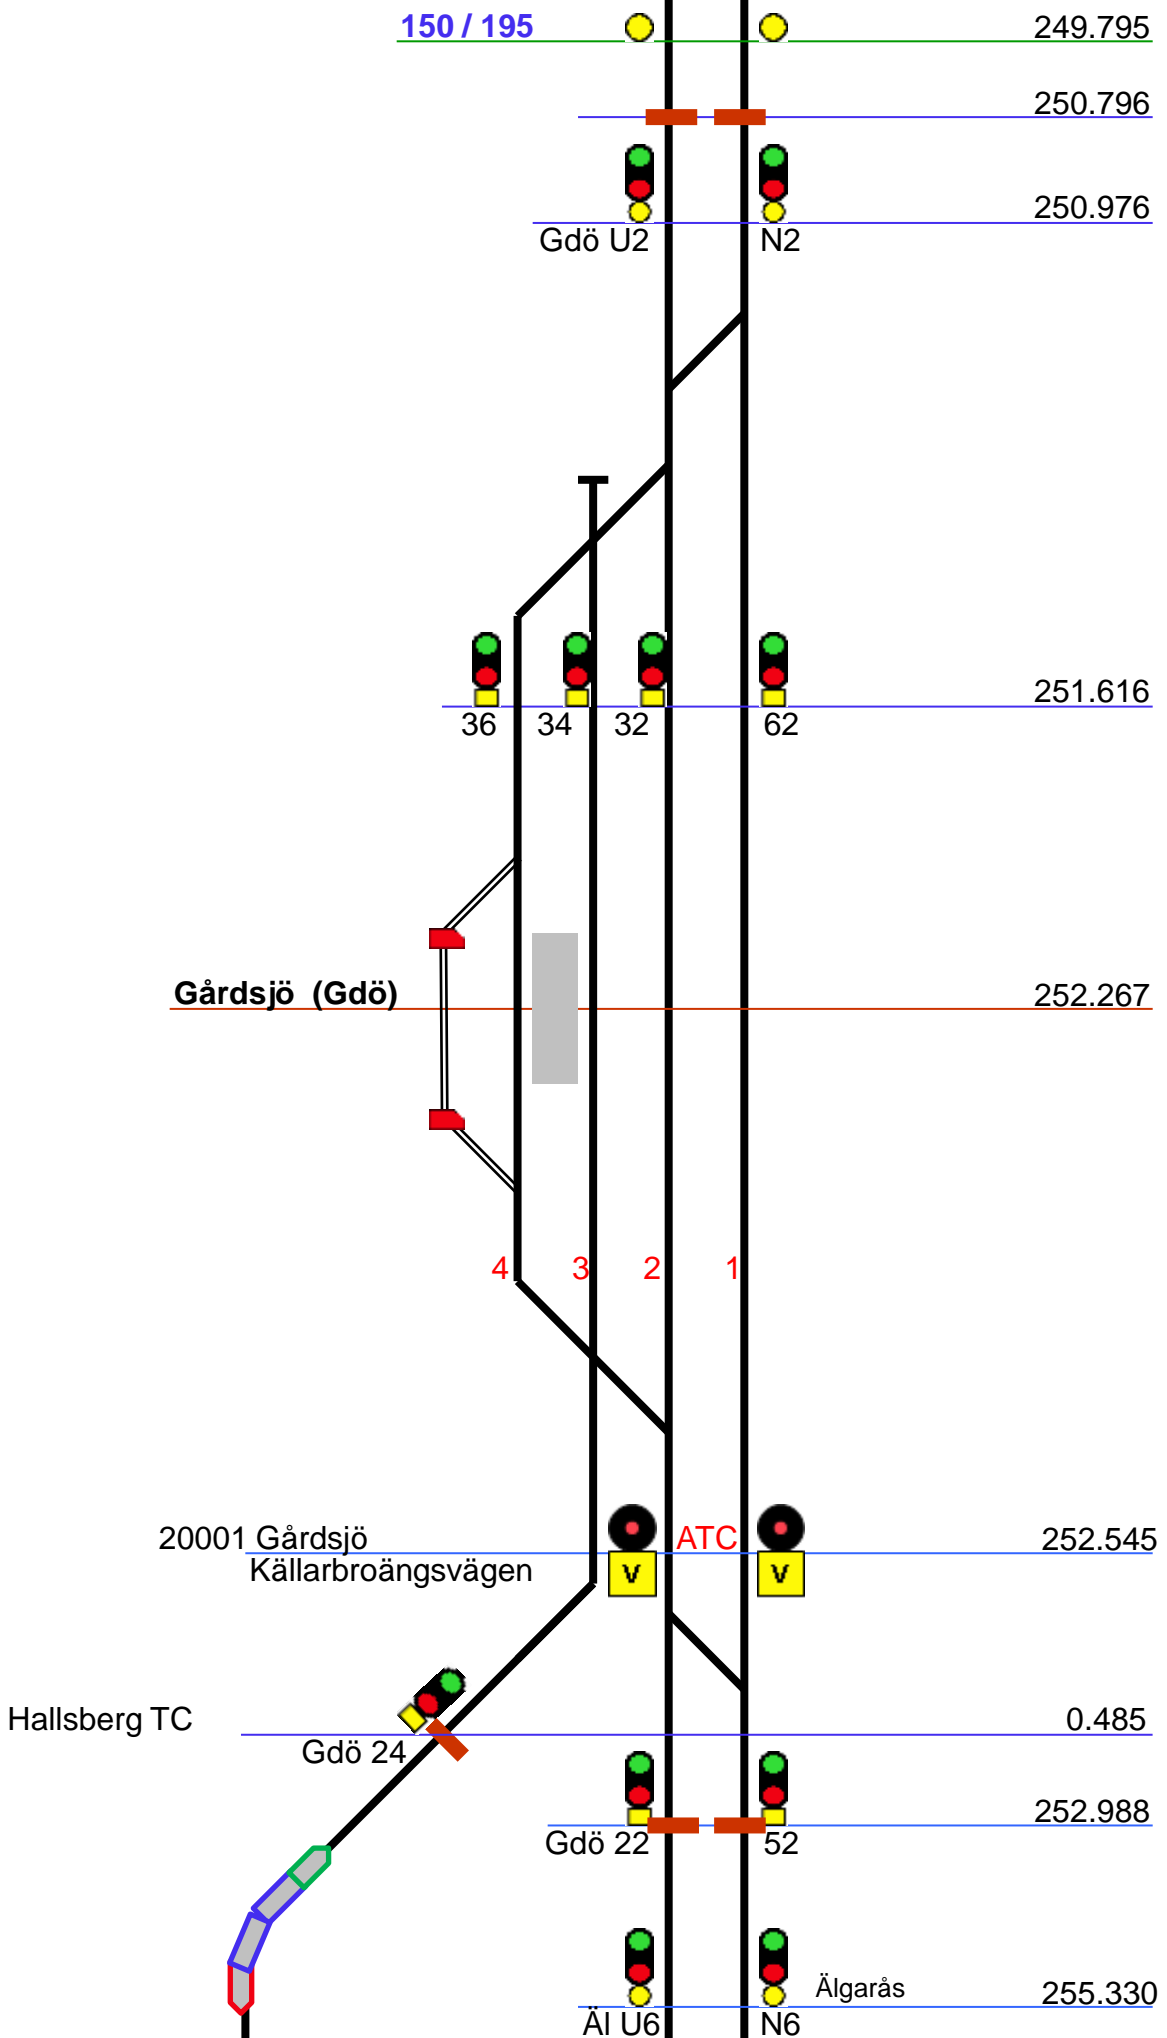 150 / 195
249.795
250.796
250.976
Gdö U2
N2
251.616
36
34
32
62
Gårdsjö (Gdö)
252.267
4
3
2
1
20001 Gårdsjö
ATC
252.545
Källarbroängsvägen
V
V
Hallsberg TC
0.485
Gdö 24
252.988
Gdö 22
52
Älgarås
255.330
Äl U6
N6